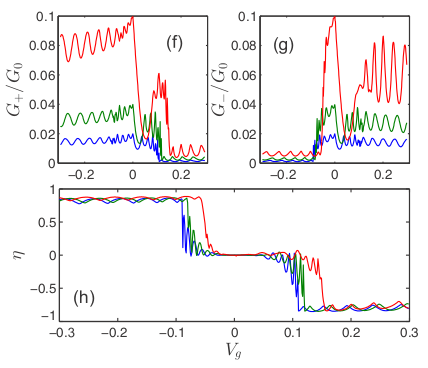 0.1 0.1
0.08 (f) 0.08 (g)
G₊/G₀ 0.06 G₋/G₀ 0.06
0.04 0.04
0.02 0.02
0 0
−0.2 0 0.2 −0.2 0 0.2
1
0.5
η 0
−0.5
−1 (h)
−0.3 −0.2 −0.1 0 0.1 0.2 0.3
V_g